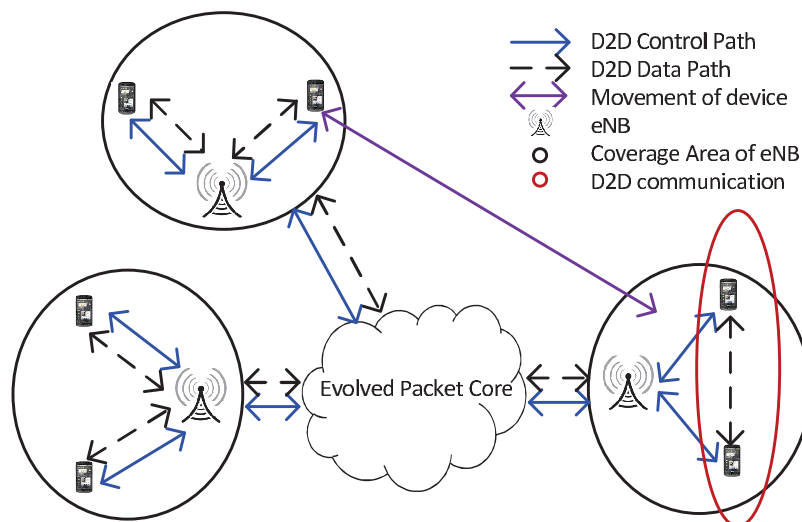 D2D Control Path
D2D Data Path
Movement of device
eNB
Coverage Area of eNB
D2D communication
Evolved Packet Core